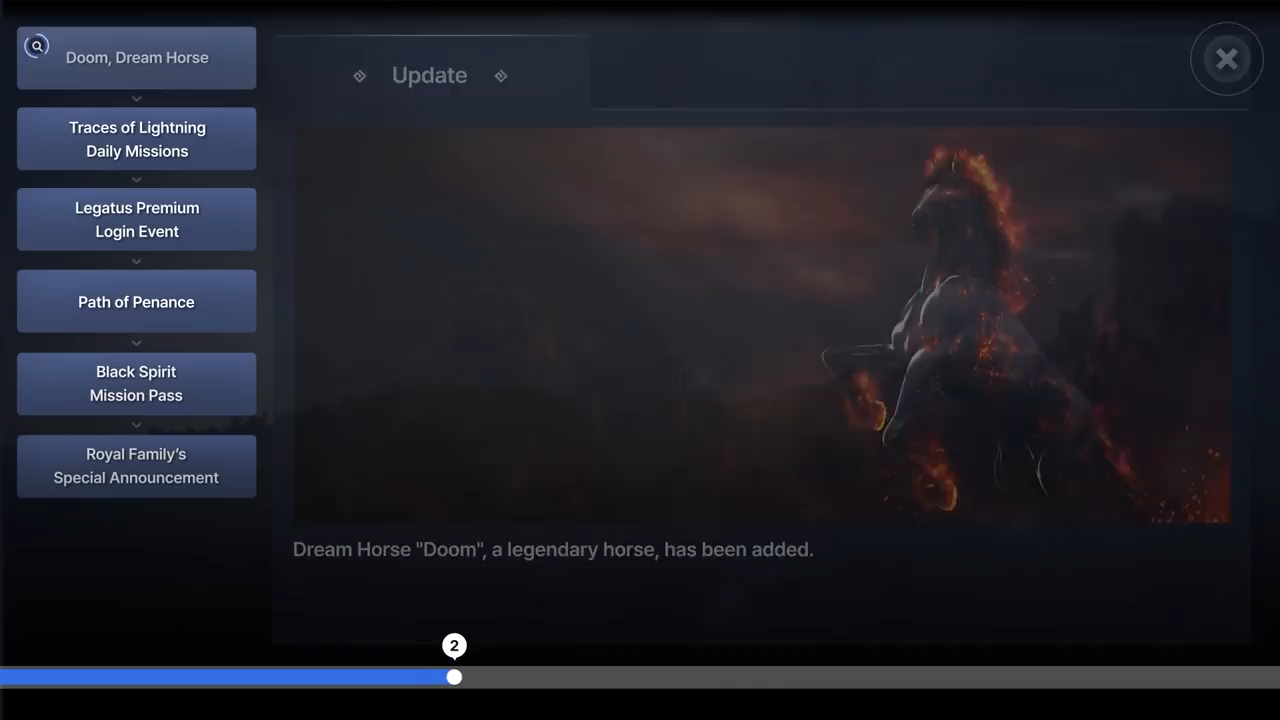 Doom, Dream Horse
Traces of Lightning
Daily Missions
Legatus Premium
Login Event
Path of Penance
Black Spirit
Mission Pass
Royal Family's
Special Announcement
Update
Dream Horse "Doom", a legendary horse, has been added.
2